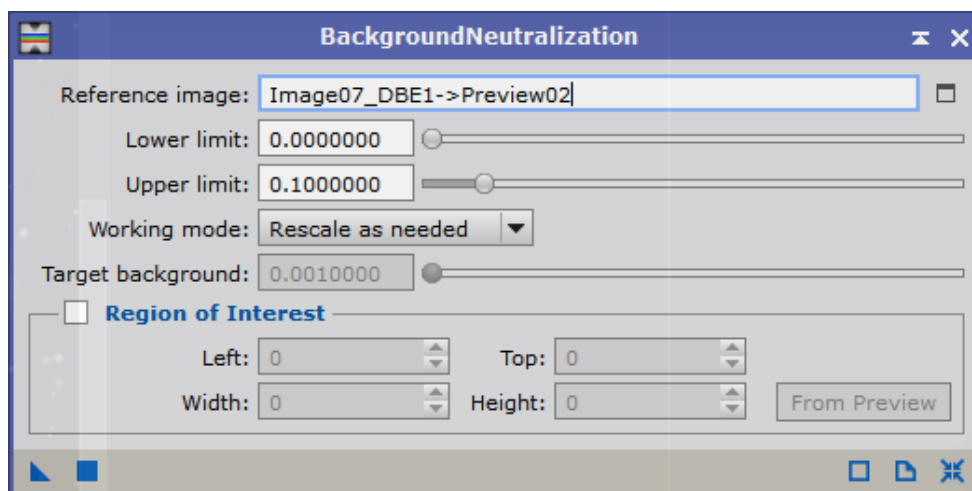 BackgroundNeutralization
Reference image: Image07_DBE1->Preview02
Lower limit: 0.0000000
Upper limit: 0.1000000
Working mode: Rescale as needed
Target background: 0.0010000
Region of Interest
Left: 0 Top: 0
Width: 0 Height: 0 From Preview